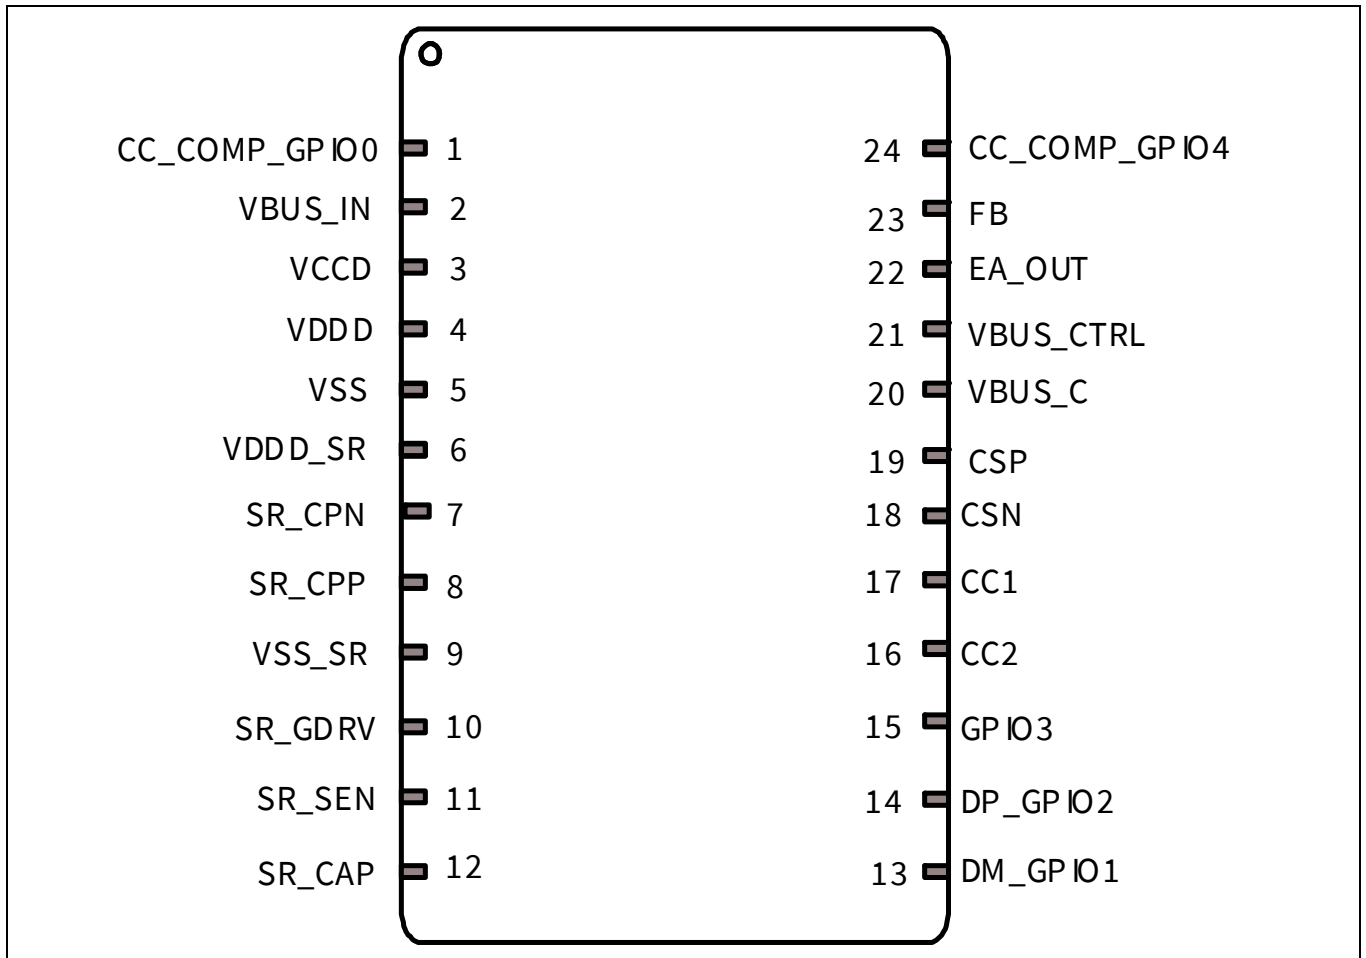 CC_COMP_GPIO0 1 24 CC_COMP_GPIO4
VBUS_IN 2 23 FB
VCCD 3 22 EA_OUT
VDDD 4 21 VBUS_CTRL
VSS 5 20 VBUS_C
VDDD_SR 6 19 CSP
SR_CPN 7 18 CSN
SR_CPP 8 17 CC1
VSS_SR 9 16 CC2
SR_GDRV 10 15 GPIO3
SR_SEN 11 14 DP_GPIO2
SR_CAP 12 13 DM_GPIO1